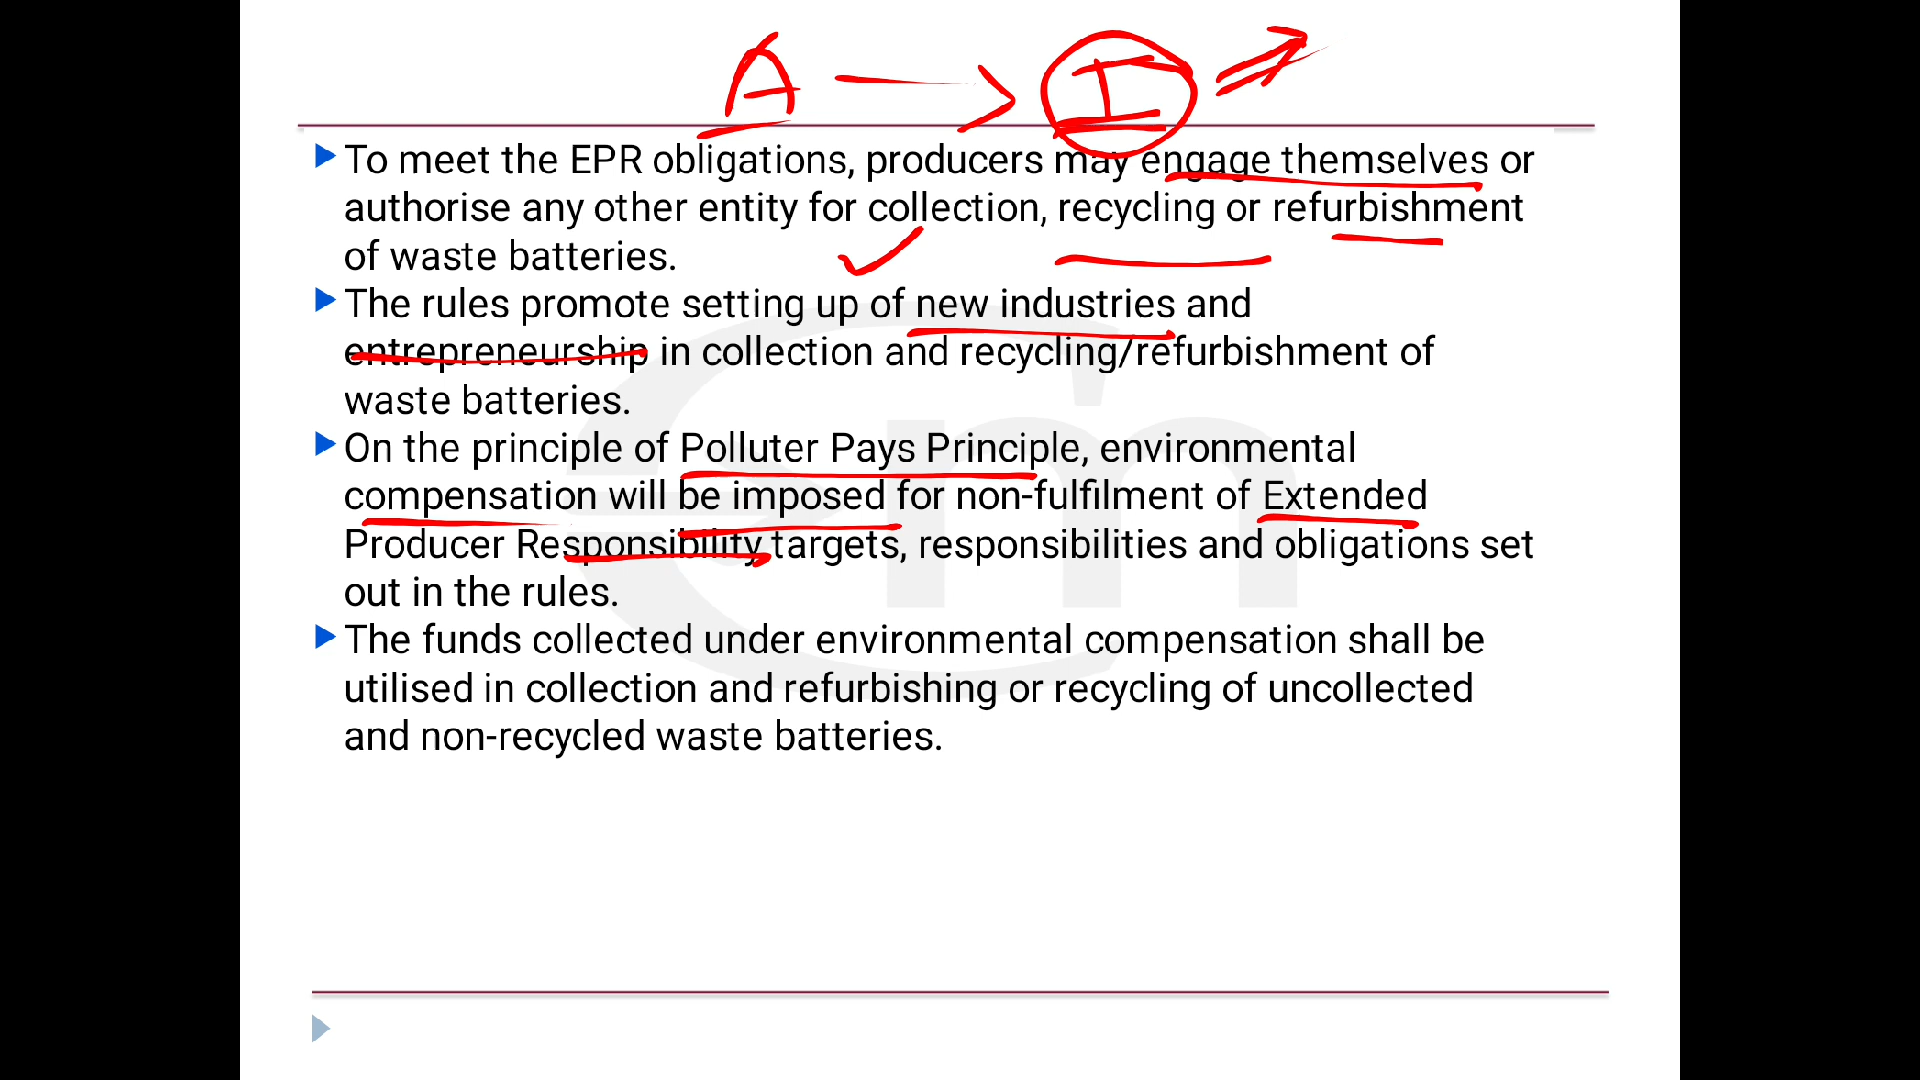 A → I ⇒
To meet the EPR obligations, producers may engage themselves or
authorise any other entity for collection, recycling or refurbishment
of waste batteries.
The rules promote setting up of new industries and
entrepreneurship in collection and recycling/refurbishment of
waste batteries.
On the principle of Polluter Pays Principle, environmental
compensation will be imposed for non-fulfilment of Extended
Producer Responsibility targets, responsibilities and obligations set
out in the rules.
The funds collected under environmental compensation shall be
utilised in collection and refurbishing or recycling of uncollected
and non-recycled waste batteries.